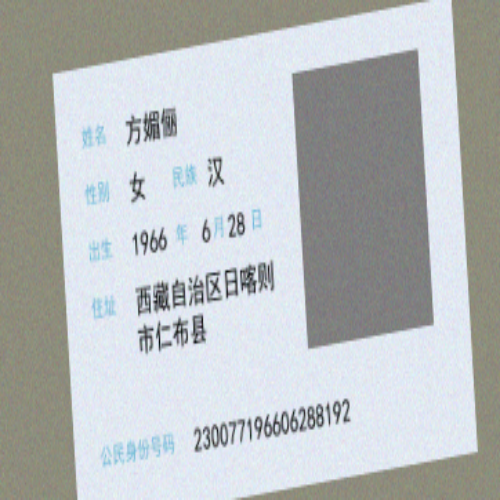 姓名 方媚俪
性别 女 民族 汉
出生 1966 年 6 月 28 日
住址 西藏自治区日喀则
市仁布县
公民身份号码 230077196606288192